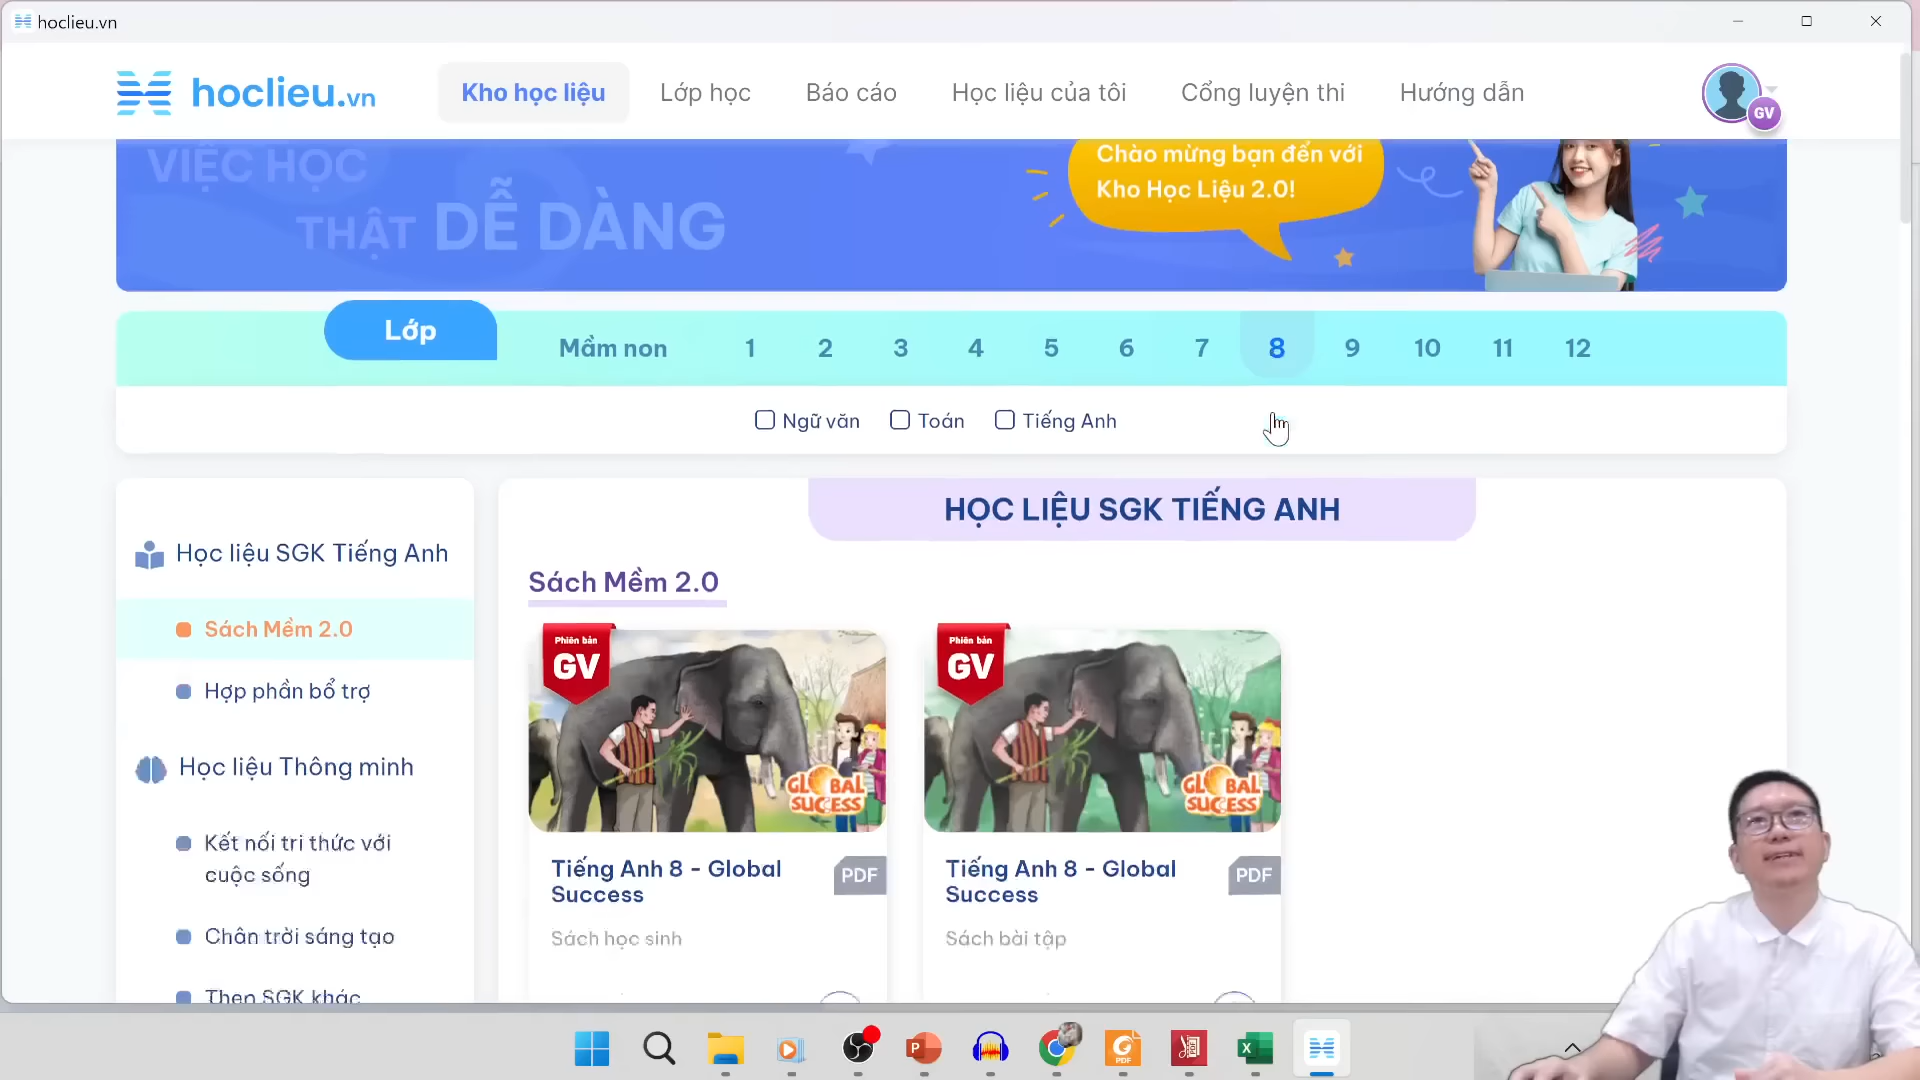 hoclieu.vn
hoclieu.vn
Kho học liệu
Lớp học
Báo cáo
Học liệu của tôi
Cổng luyện thi
Hướng dẫn
GV
VIỆC HỌC
THẬT DỄ DÀNG
Chào mừng bạn đến với
Kho Học Liệu 2.0!
Lớp
Mầm non 1 2 3 4 5 6 7 8 9 10 11 12
Ngữ văn Toán Tiếng Anh
Học liệu SGK Tiếng Anh
Sách Mềm 2.0
Hợp phần bổ trợ
Học liệu Thông minh
Kết nối tri thức với
cuộc sống
Chân trời sáng tạo
Theo SGK khác
HỌC LIỆU SGK TIẾNG ANH
Sách Mềm 2.0
Phiên bản
GV
GLOBAL
SUCCESS
Tiếng Anh 8 - Global
Success
PDF
Sách học sinh
Phiên bản
GV
GLOBAL
SUCCESS
Tiếng Anh 8 - Global
Success
PDF
Sách bài tập